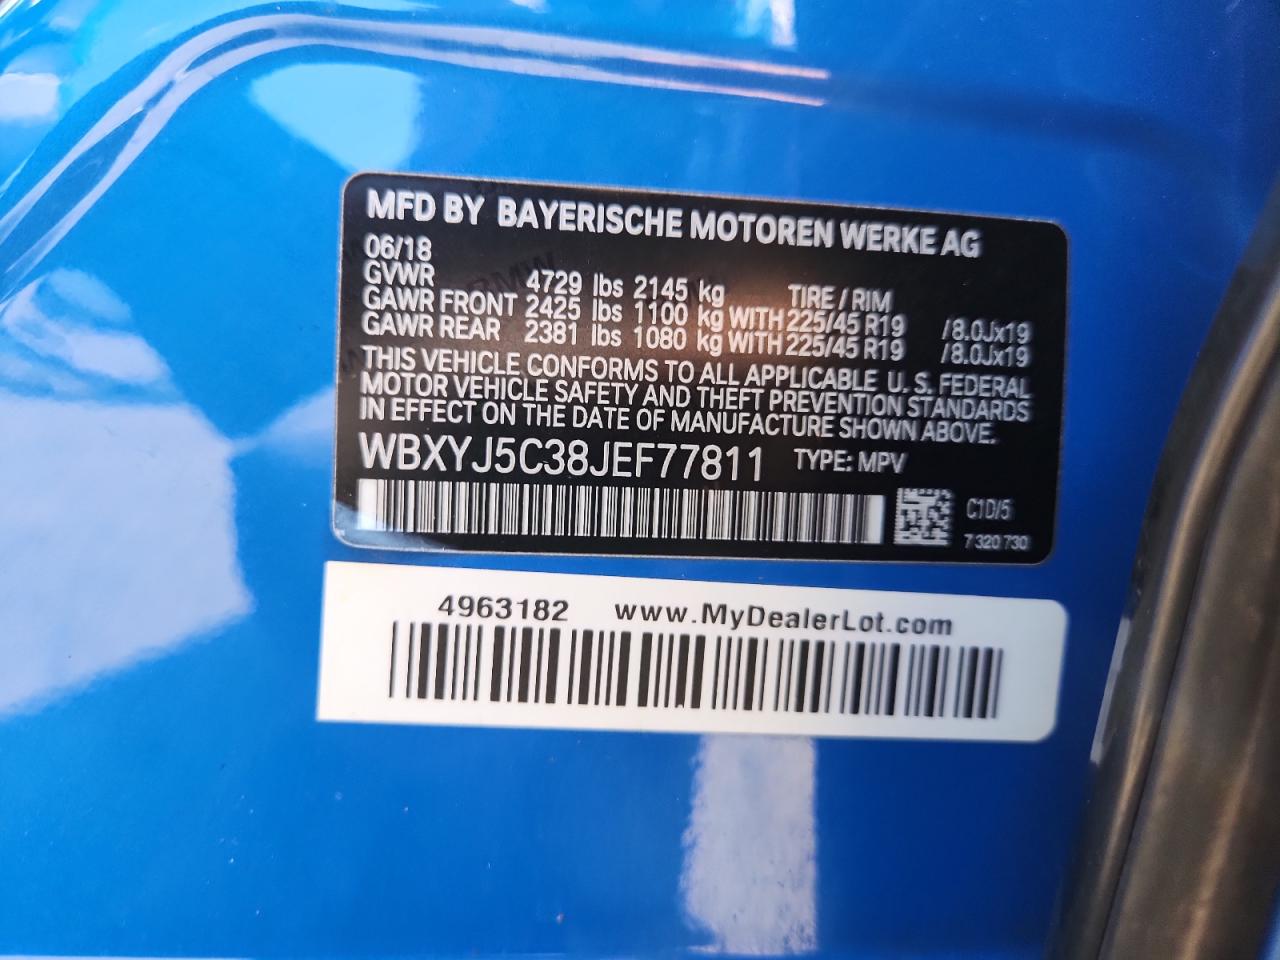 MFD BY BAYERISCHE MOTOREN WERKE AG
06/18
GVWR 4729 lbs 2145 kg TIRE / RIM
GAWR FRONT 2425 lbs 1100 kg WITH 225/45 R19 /8.0Jx19
GAWR REAR 2381 lbs 1080 kg WITH 225/45 R19 /8.0Jx19
THIS VEHICLE CONFORMS TO ALL APPLICABLE U.S. FEDERAL
MOTOR VEHICLE SAFETY AND THEFT PREVENTION STANDARDS
IN EFFECT ON THE DATE OF MANUFACTURE SHOWN ABOVE.
WBXYJ5C38JEF77811 TYPE: MPV
C1D/5
7 320 730
4963182 www.MyDealerLot.com